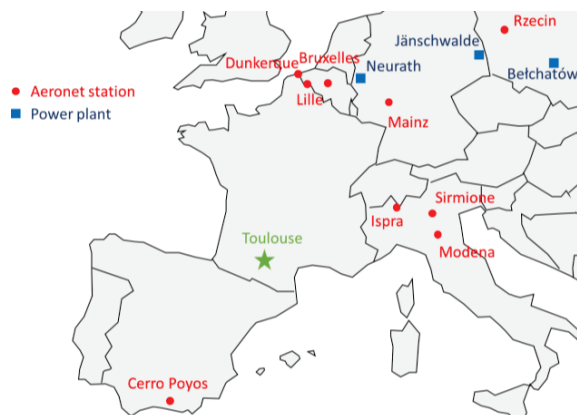 Rzecin
Jänschwalde
Dunkerque
Bruxelles
Neurath
Bełchatów
Aeronet station
Lille
Power plant
Mainz
Sirmione
Ispra
Toulouse
Modena
Cerro Poyos